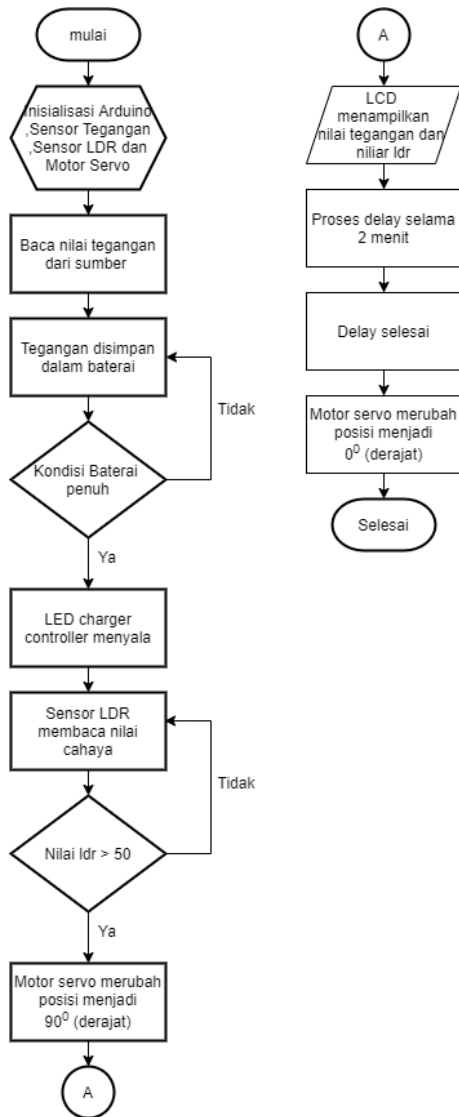 mulai
Inisialisasi Arduino
,Sensor Tegangan
,Sensor LDR dan
Motor Servo
Baca nilai tegangan
dari sumber
Tegangan disimpan
dalam baterai
Tidak
Kondisi Baterai
penuh
Ya
LED charger
controller menyala
Sensor LDR
membaca nilai
cahaya
Tidak
Nilai ldr > 50
Ya
Motor servo merubah
posisi menjadi
90⁰ (derajat)
A
A
LCD
menampilkan
nilai tegangan dan
niliar ldr
Proses delay selama
2 menit
Delay selesai
Motor servo merubah
posisi menjadi
0⁰ (derajat)
Selesai